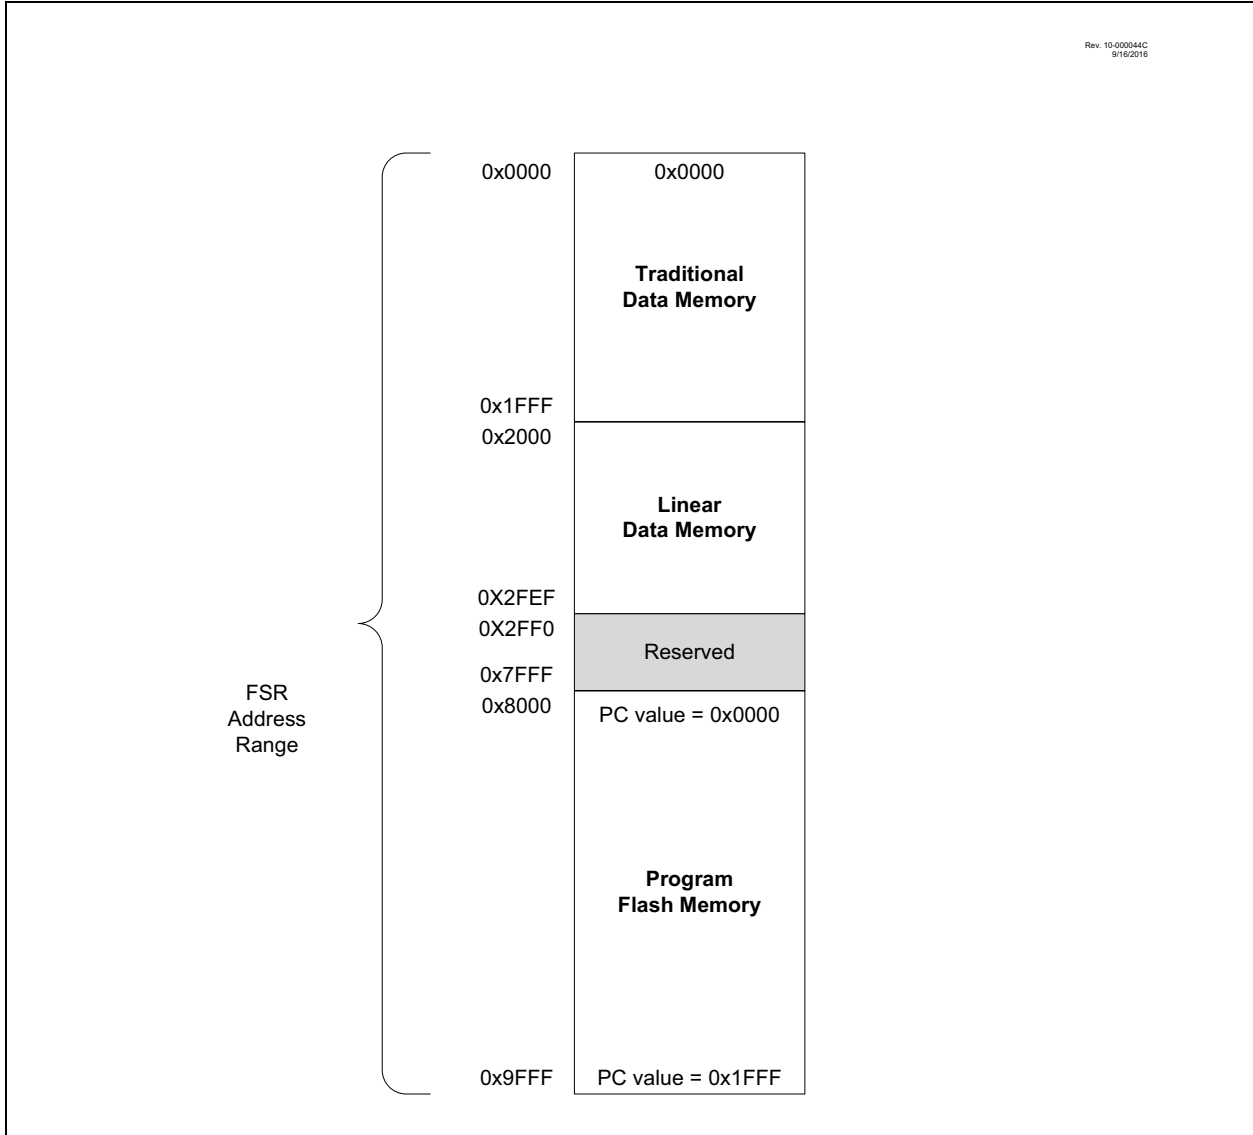 Rev. 10-000044C
9/16/2016
0x0000
0x0000
Traditional
Data Memory
0x1FFF
0x2000
Linear
Data Memory
0X2FEF
0X2FF0
Reserved
0x7FFF
0x8000
PC value = 0x0000
FSR
Address
Range
Program
Flash Memory
0x9FFF
PC value = 0x1FFF